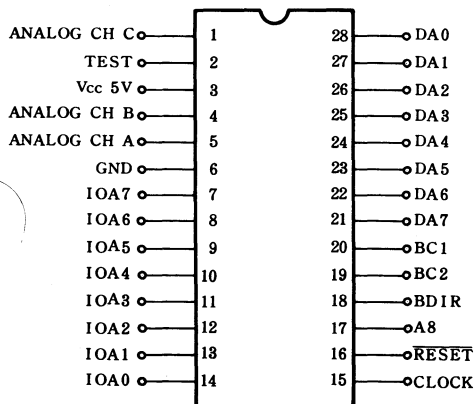 ANALOG CH C 1 28 DA0
TEST 2 27 DA1
Vcc 5V 3 26 DA2
ANALOG CH B 4 25 DA3
ANALOG CH A 5 24 DA4
GND 6 23 DA5
IOA7 7 22 DA6
IOA6 8 21 DA7
IOA5 9 20 BC1
IOA4 10 19 BC2
IOA3 11 18 BDIR
IOA2 12 17 A8
IOA1 13 16 RESET
IOA0 14 15 CLOCK